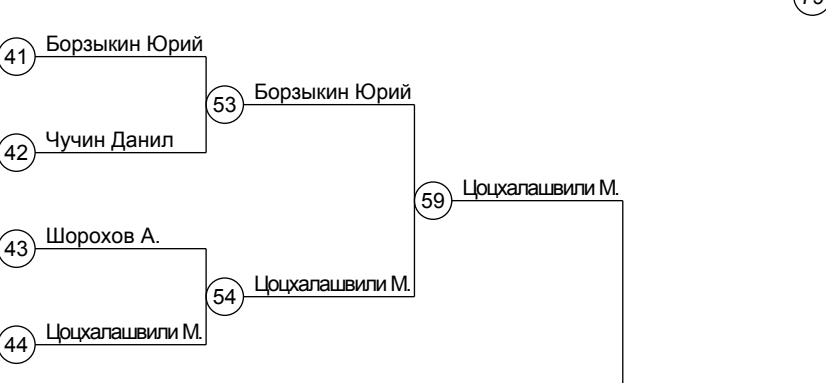 41 Борзыкин Юрий
53 Борзыкин Юрий
42 Чучин Данил
59 Цоцхалашвили М.
43 Шорохов А.
54 Цоцхалашвили М.
44 Цоцхалашвили М.